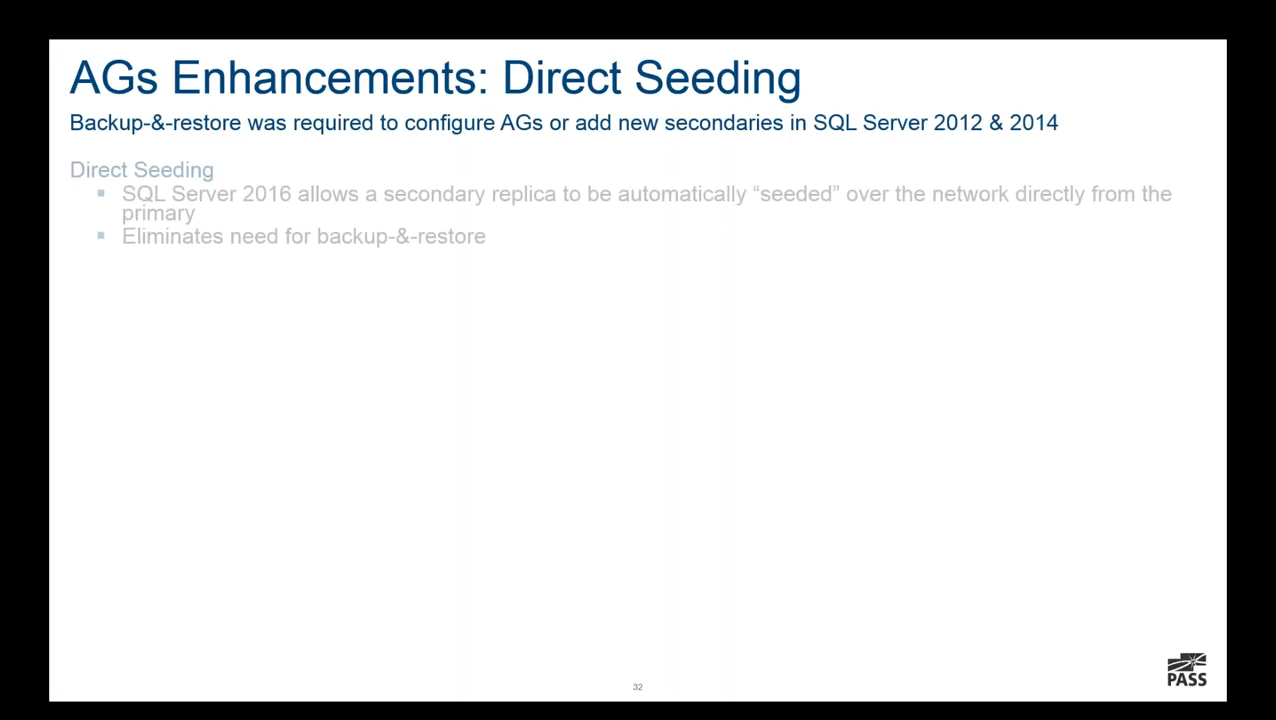 AGs Enhancements: Direct Seeding
Backup-&-restore was required to configure AGs or add new secondaries in SQL Server 2012 & 2014
Direct Seeding
▪ SQL Server 2016 allows a secondary replica to be automatically “seeded” over the network directly from the
primary
▪ Eliminates need for backup-&-restore
32
PASS